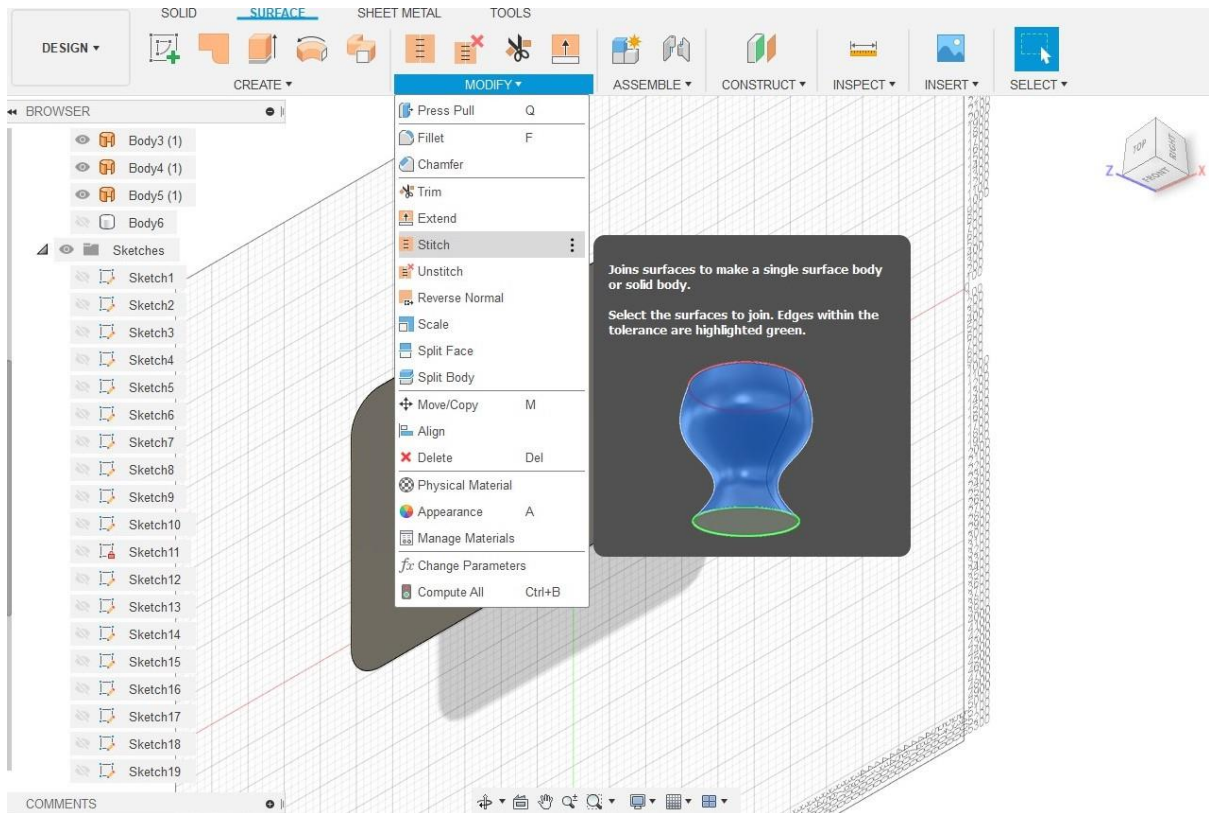 SOLID SURFACE SHEET METAL TOOLS
DESIGN ▾
CREATE ▾ MODIFY ▾ ASSEMBLE ▾ CONSTRUCT ▾ INSPECT ▾ INSERT ▾ SELECT ▾
BROWSER
Body3 (1)
Body4 (1)
Body5 (1)
Body6
Sketches
Sketch1
Sketch2
Sketch3
Sketch4
Sketch5
Sketch6
Sketch7
Sketch8
Sketch9
Sketch10
Sketch11
Sketch12
Sketch13
Sketch14
Sketch15
Sketch16
Sketch17
Sketch18
Sketch19
COMMENTS
Press Pull Q
Fillet F
Chamfer
Trim
Extend
Stitch
Unstitch
Reverse Normal
Scale
Split Face
Split Body
Move/Copy M
Align
Delete Del
Physical Material
Appearance A
Manage Materials
fx Change Parameters
Compute All Ctrl+B
Joins surfaces to make a single surface body
or solid body.
Select the surfaces to join. Edges within the
tolerance are highlighted green.
TOP
RIGHT
FRONT
Z
X